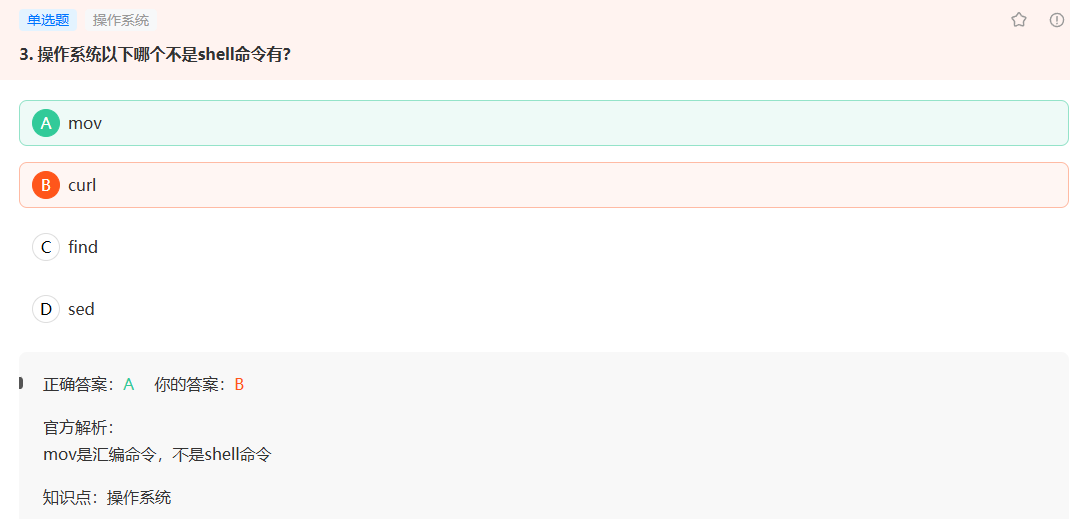 单选题 操作系统
3. 操作系统以下哪个不是shell命令有?
A mov
B curl
C find
D sed
正确答案：A 你的答案：B
官方解析：
mov是汇编命令，不是shell命令
知识点：操作系统